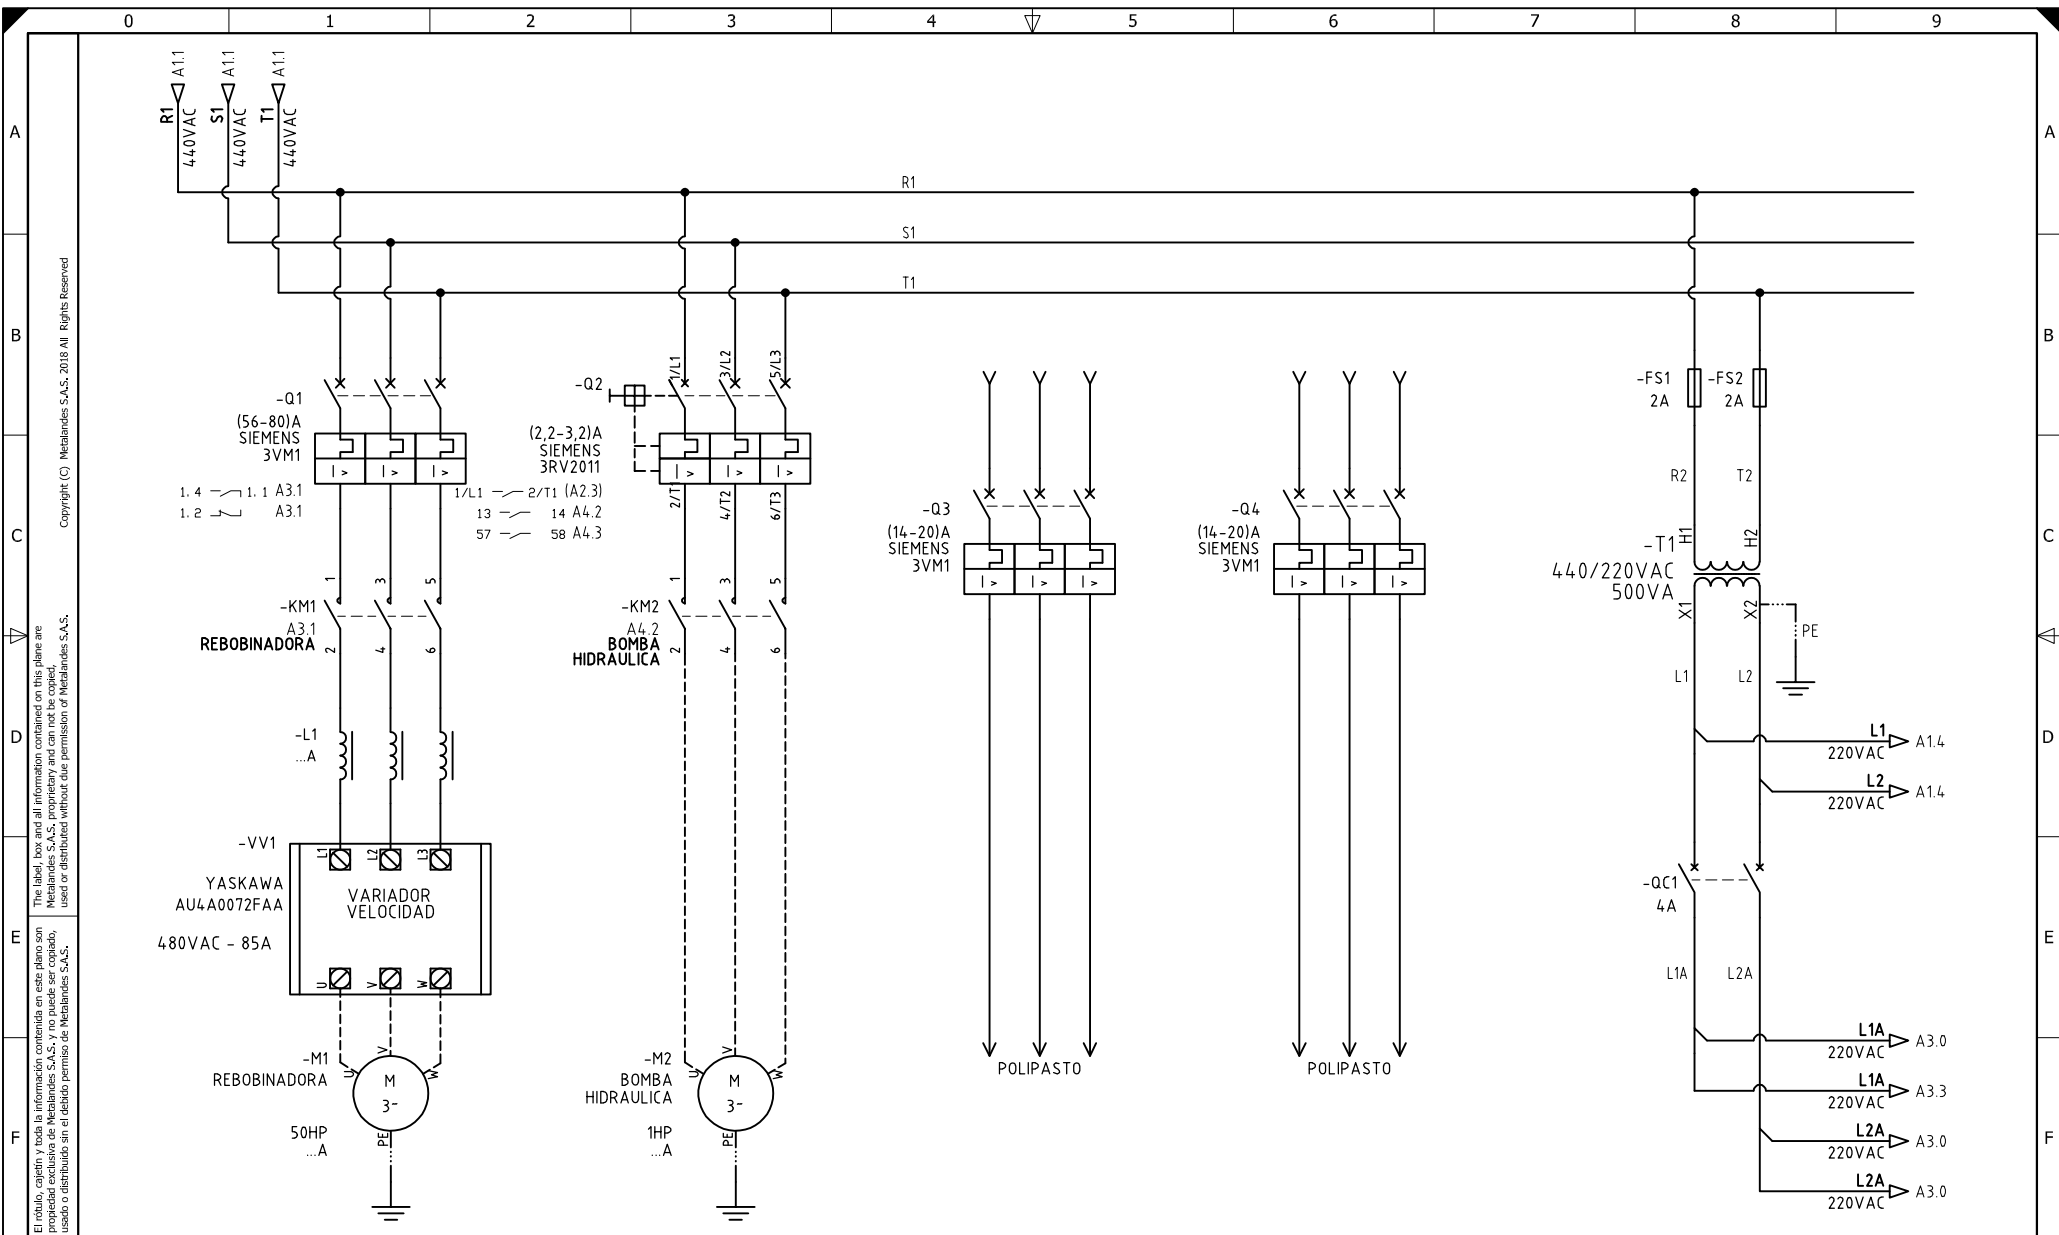 0 1 2 3 4 5 6 7 8 9
A A
B B
C C
D D
E E
F F
A1.1 A1.1 A1.1
R1 S1 T1
440VAC 440VAC 440VAC
R1
S1
T1
-Q1
(56-80)A
SIEMENS
3VM1
I > I > I >
1. 4 1. 1 A3.1
1. 2 A3.1
1 3 5
-KM1
A3.1
REBOBINADORA
2 4 6
-L1
...A
-VV1
L1 L2 L3
YASKAWA
AU4A0072FAA
480VAC - 85A
VARIADOR
VELOCIDAD
U V W
-M1
REBOBINADORA
50HP
...A
U V W
M
3~
PE
-Q2
1/L1 3/L2 5/L3
(2,2-3,2)A
SIEMENS
3RV2011
I > I > I >
2/T1 4/T2 6/T3
1/L1 2/T1 (A2.3)
13 14 A4.2
57 58 A4.3
1 3 5
-KM2
A4.2
BOMBA
HIDRAULICA
2 4 6
-M2
BOMBA
HIDRAULICA
1HP
...A
U V W
M
3~
PE
-Q3
(14-20)A
SIEMENS
3VM1
I > I > I >
POLIPASTO
-Q4
(14-20)A
SIEMENS
3VM1
I > I > I >
POLIPASTO
-FS1
2A
-FS2
2A
R2 T2
H1 H2
-T1
440/220VAC
500VA
X1 X2
PE
L1 L2
L1
220VAC
A1.4
L2
220VAC
A1.4
-QC1
4A
L1A L2A
L1A
220VAC
A3.0
L1A
220VAC
A3.3
L2A
220VAC
A3.0
L2A
220VAC
A3.0
Copyright (C) Metalandes S.A.S. 2018 All Rights Reserved
The label, box and all information contained on this plane are
Metalandes S.A.S. proprietary and can not be copied,
used or distributed without due permission of Metalandes S.A.S.
El rótulo, cajetín y toda la información contenida en este plano son
propiedad exclusiva de Metalandes S.A.S. y no puede ser copiado,
usado o distribuido sin el debido permiso de Metalandes S.A.S.